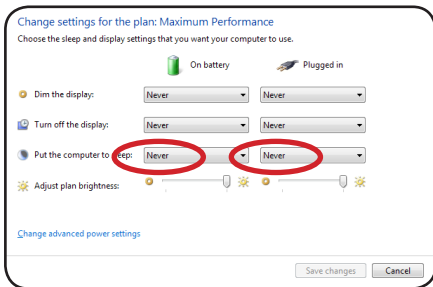 Change settings for the plan: Maximum Performance
Choose the sleep and display settings that you want your computer to use.
On battery Plugged in
Dim the display: Never Never
Turn off the display: Never Never
Put the computer to sleep: Never Never
Adjust plan brightness:
Change advanced power settings
Save changes Cancel